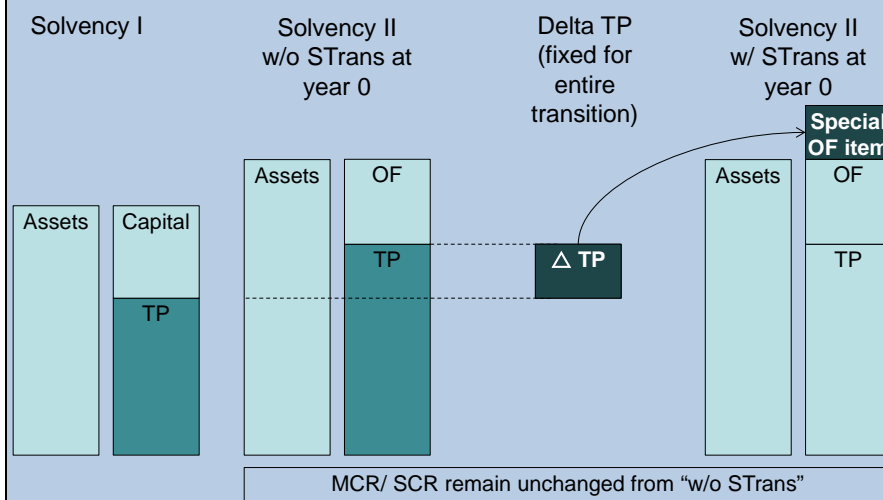 Solvency I
Solvency II
w/o STrans at
year 0
Delta TP
(fixed for
entire
transition)
Solvency II
w/ STrans at
year 0
Assets
Capital
TP
Assets
OF
TP
△ TP
Special
OF item
Assets
OF
TP
MCR/ SCR remain unchanged from “w/o STrans”